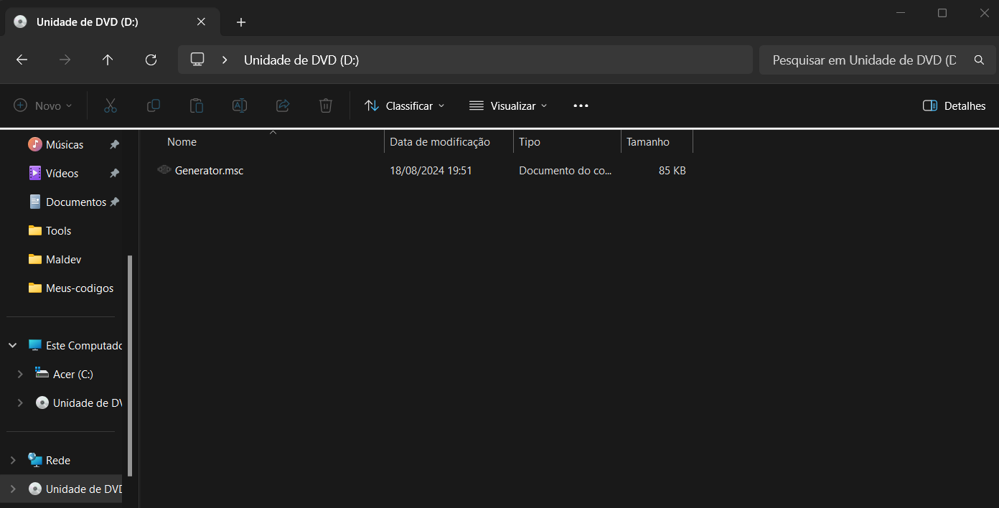 Unidade de DVD (D:)
Unidade de DVD (D:)
Pesquisar em Unidade de DVD (D
Novo
Classificar
Visualizar
Detalhes
Músicas
Vídeos
Documentos
Tools
Maldev
Meus-codigos
Este Computado
Acer (C:)
Unidade de DV
Rede
Unidade de DVD
Nome Data de modificação Tipo Tamanho
Generator.msc 18/08/2024 19:51 Documento do co... 85 KB